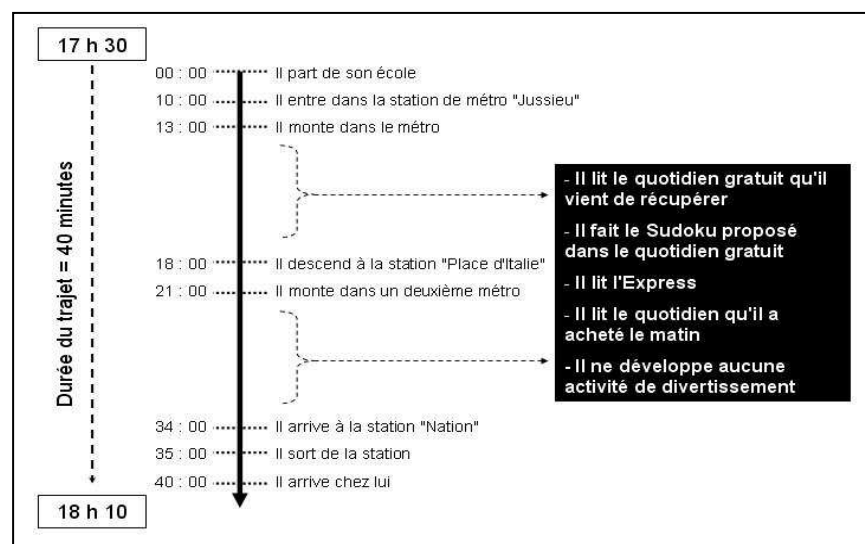 17 h 30
00 : 00 Il part de son école
10 : 00 Il entre dans la station de métro "Jussieu"
13 : 00 Il monte dans le métro
- Il lit le quotidien gratuit qu'il
vient de récupérer
- Il fait le Sudoku proposé
dans le quotidien gratuit
- Il lit l'Express
- Il lit le quotidien qu'il a
acheté le matin
- Il ne développe aucune
activité de divertissement
Durée du trajet = 40 minutes
18 : 00 Il descend à la station "Place d'Italie"
21 : 00 Il monte dans un deuxième métro
34 : 00 Il arrive à la station "Nation"
35 : 00 Il sort de la station
40 : 00 Il arrive chez lui
18 h 10